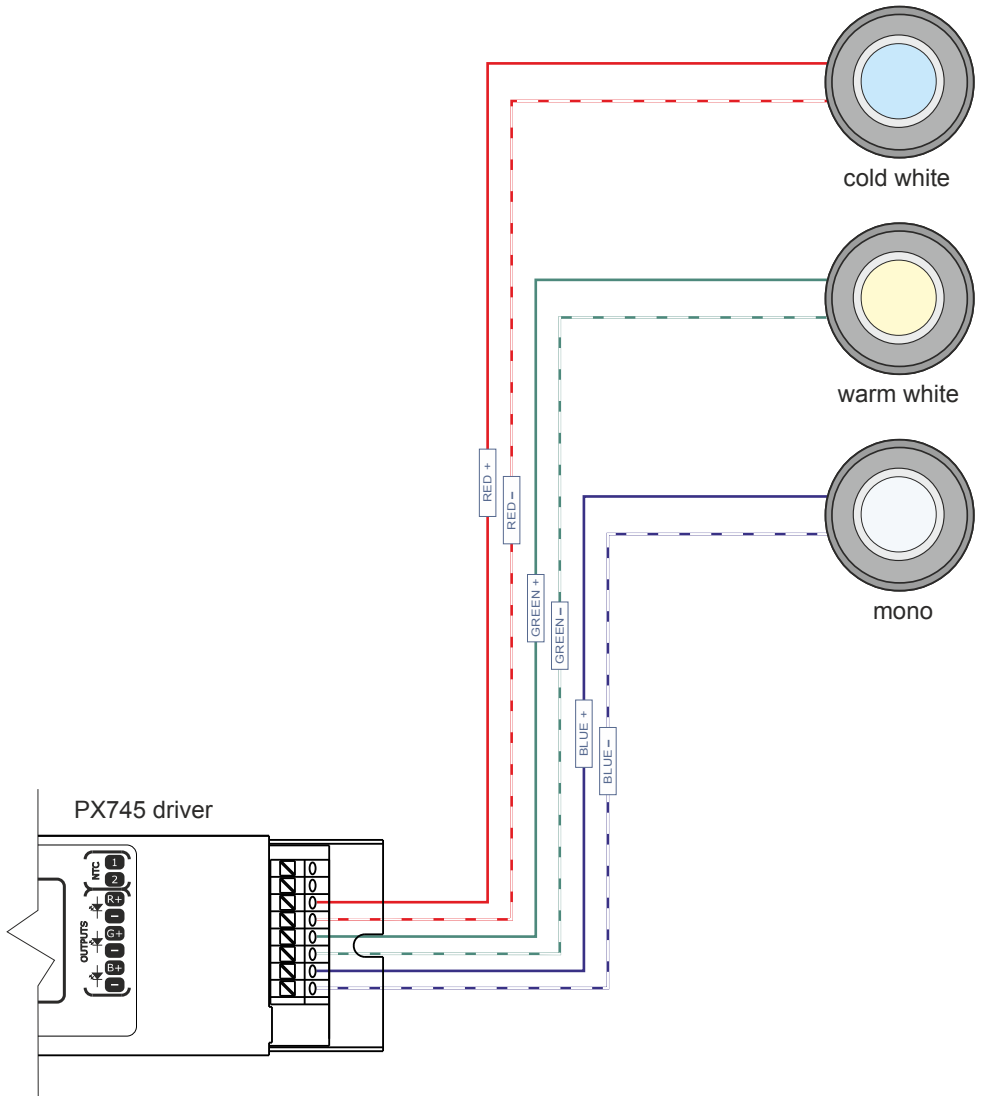 cold white
warm white
mono
RED +
RED –
GREEN +
GREEN –
BLUE +
BLUE –
PX745 driver
NTC
1
2
OUTPUTS
R+
–
G+
–
B+
–